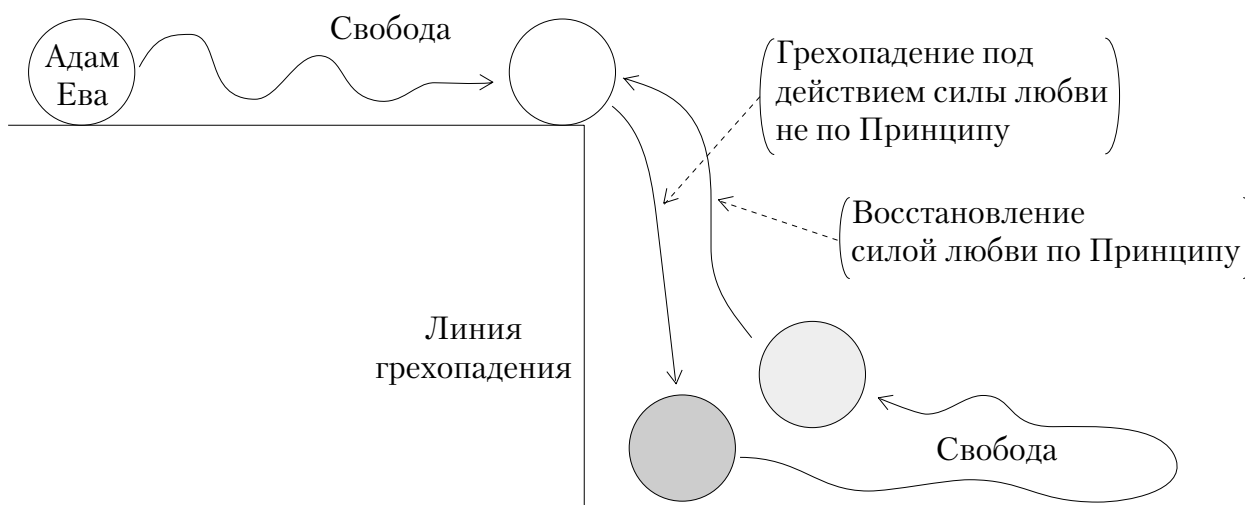 Адам
Ева
Свобода
Грехопадение под
действием силы любви
не по Принципу
Восстановление
силой любви по Принципу
Линия
грехопадения
Свобода